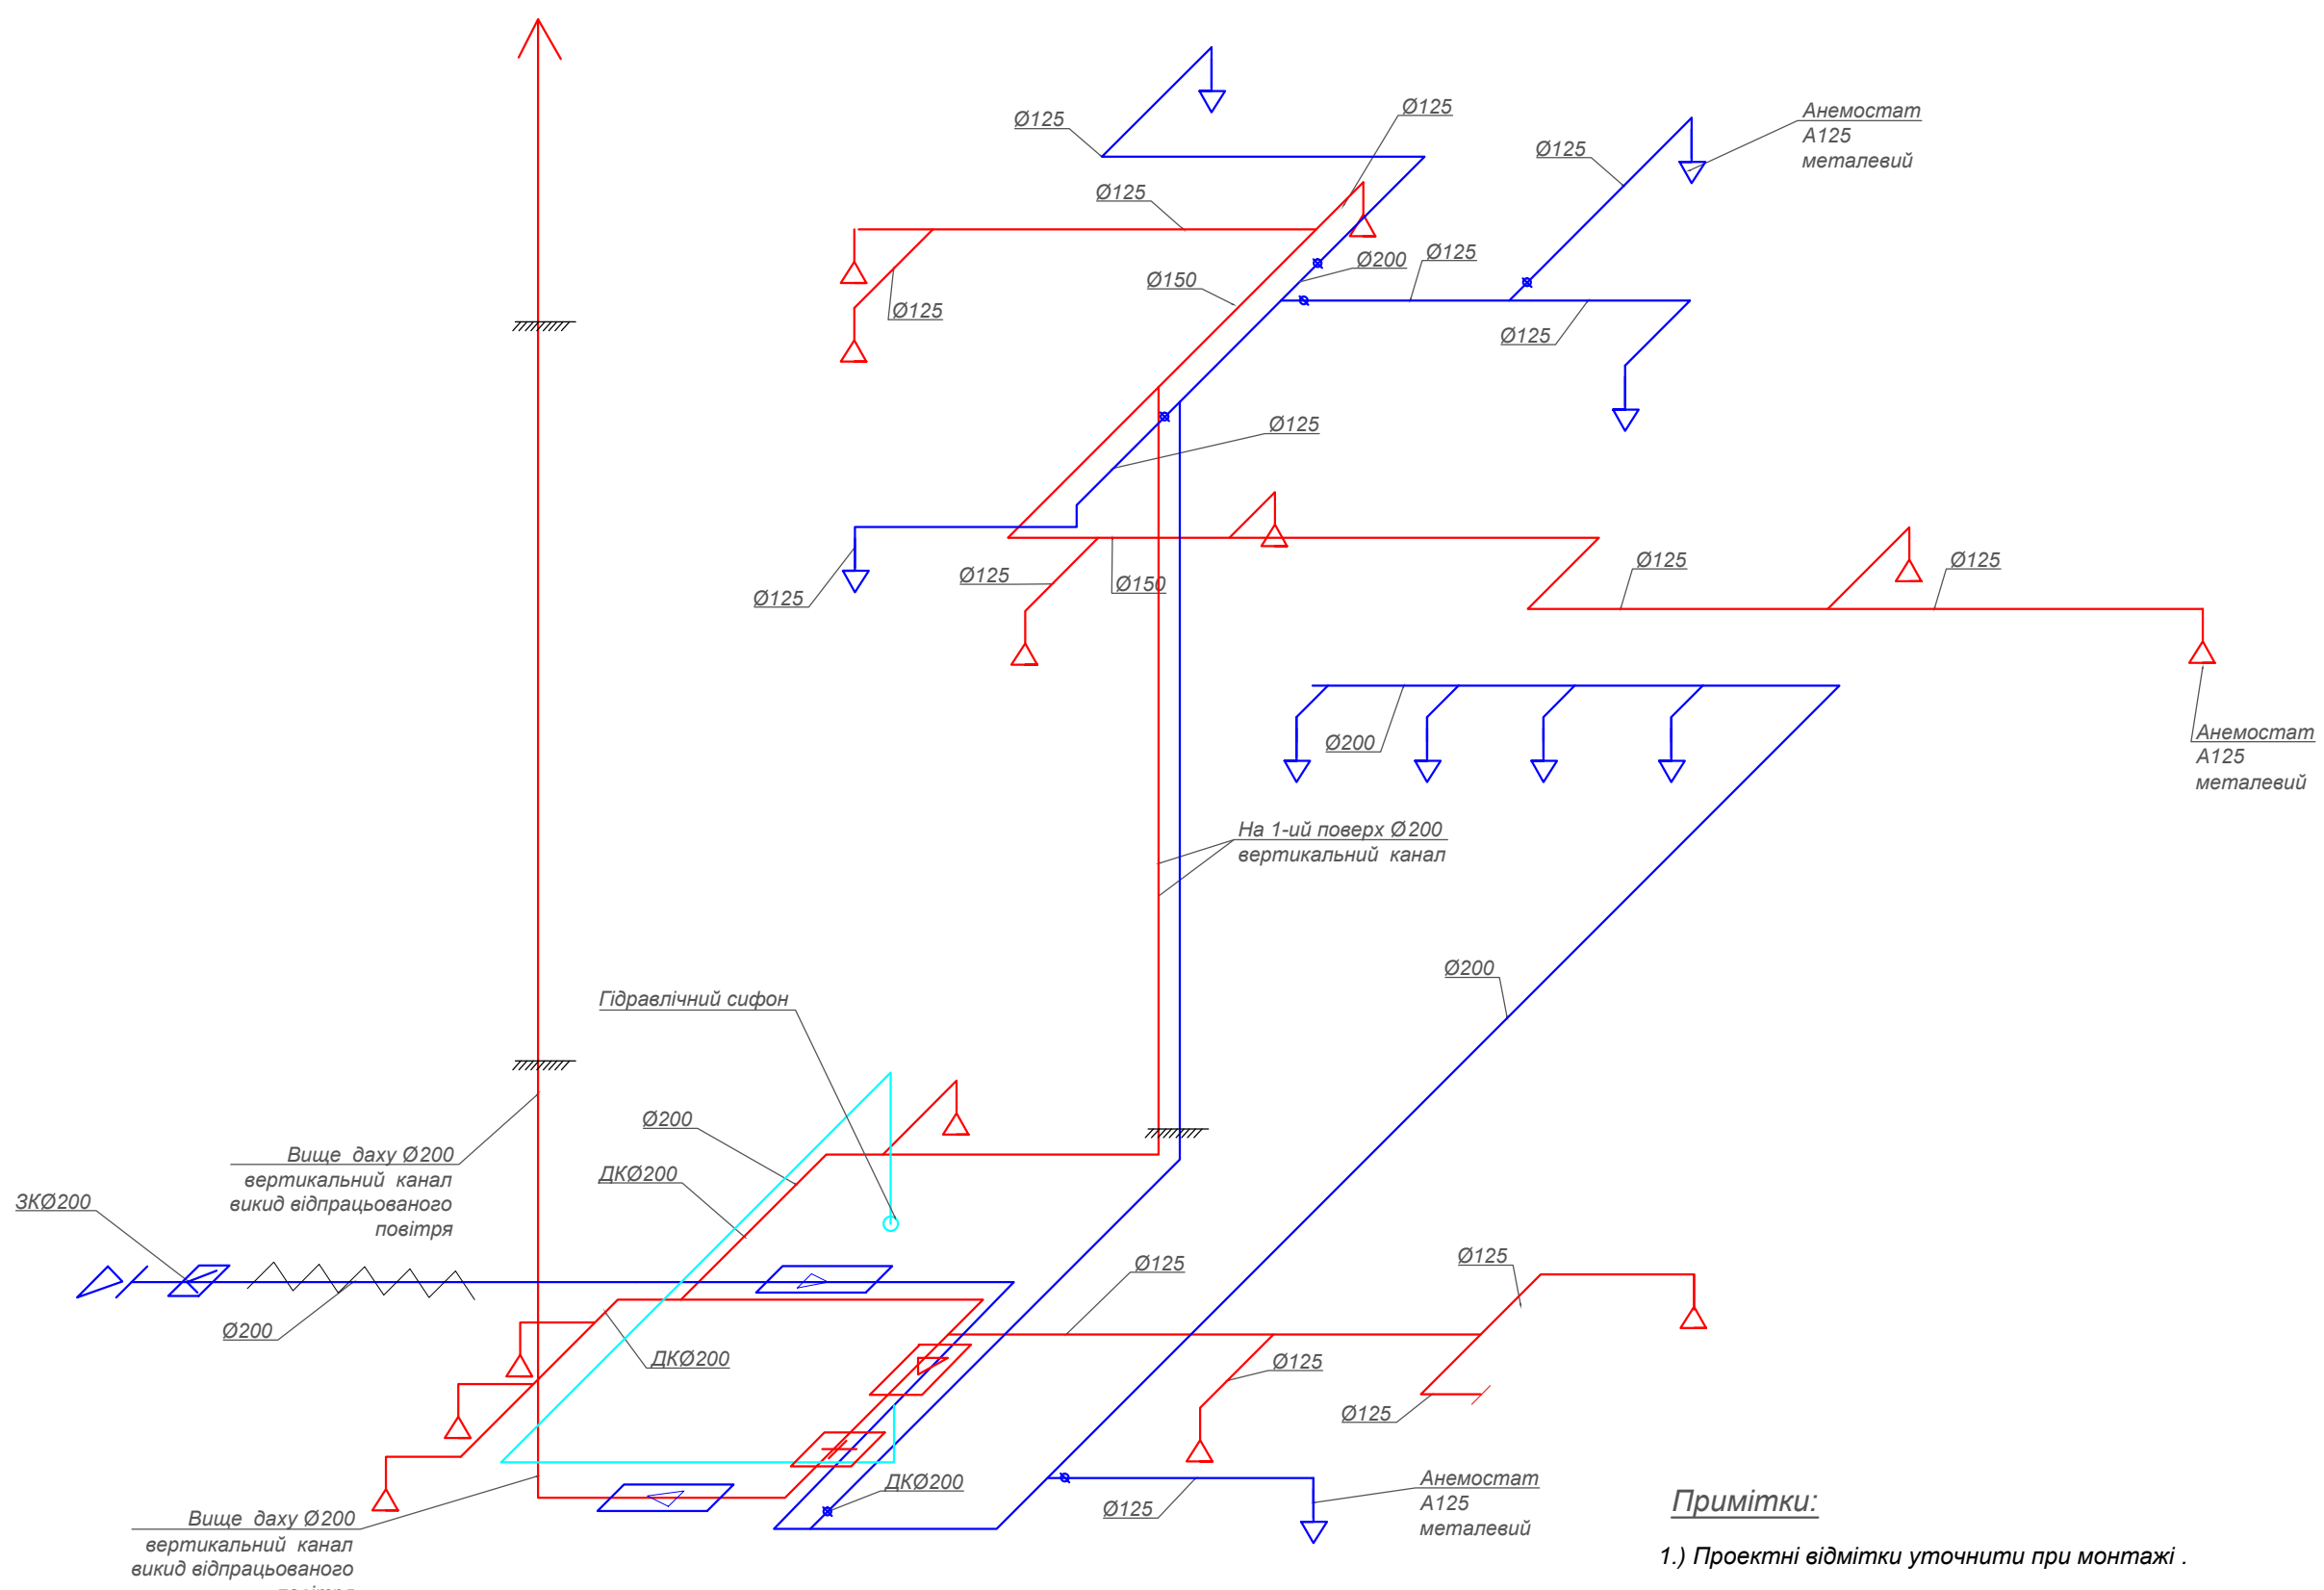 Ø125
Ø125
Анемостат
А125
металевий
Ø125
Ø125
Ø200
Ø125
Ø150
Ø125
Ø125
Ø125
Ø125
Ø125
Ø150
Ø125
Ø125
Ø200
Анемостат
А125
металевий
На 1-ий поверх Ø200
вертикальний канал
Ø200
Гідравлічний сифон
Ø200
ДКØ200
Вище даху Ø200
вертикальний канал
викид відпрацьованого
повітря
ЗКØ200
Ø200
ДКØ200
Ø125
Ø125
Ø125
Ø125
ДКØ200
Ø125
Анемостат
А125
металевий
Вище даху Ø200
вертикальний канал
викид відпрацьованого
Примітки:
1.) Проектні відмітки уточнити при монтажі .